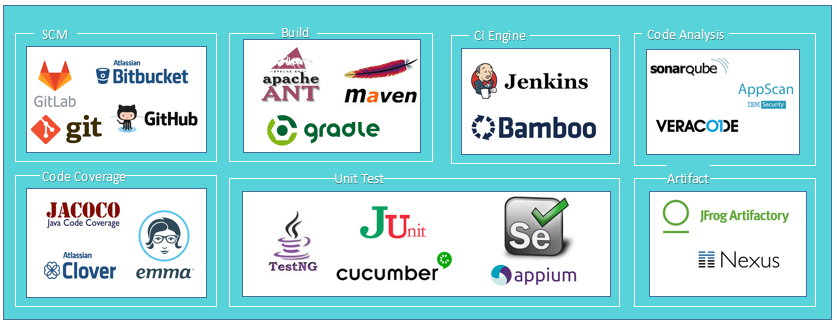 SCM
GitLab
Atlassian
Bitbucket
git
GitHub
Build
apache
ANT
maven
gradle
CI Engine
Jenkins
Bamboo
Code Analysis
sonarqube
AppScan
IBM Security
VERACODE
Code Coverage
JACOCO
Java Code Coverage
Atlassian
Clover
emma
Unit Test
TestNG
JUnit
cucumber
Se
appium
Artifact
JFrog Artifactory
Nexus